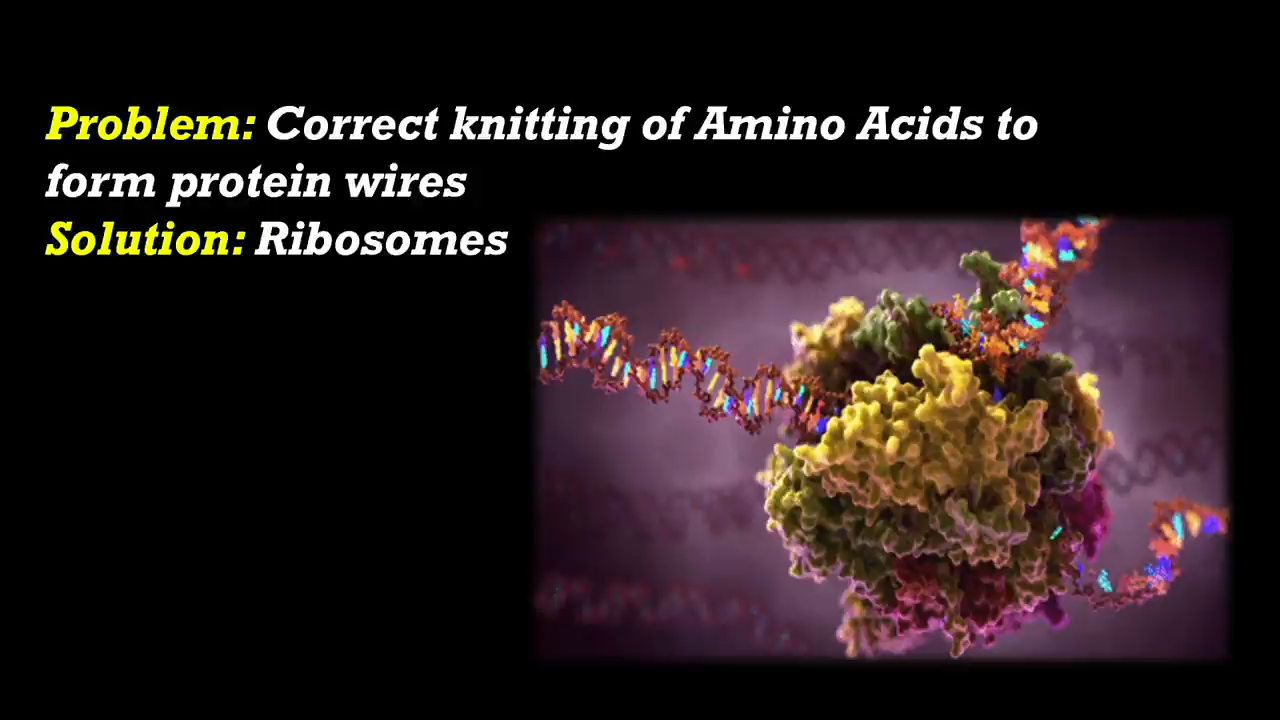 Problem: Correct knitting of Amino Acids to
form protein wires
Solution: Ribosomes